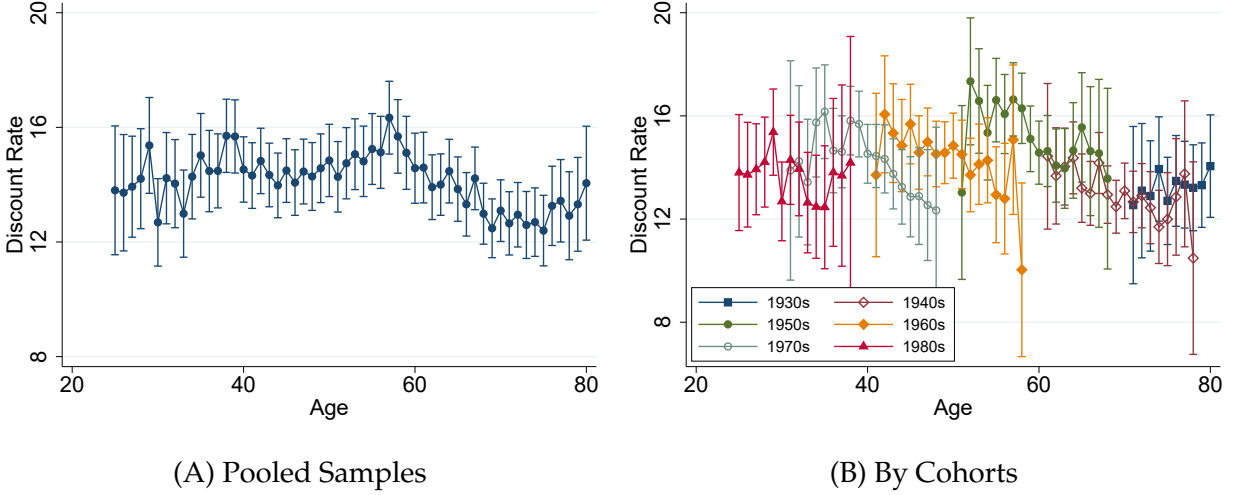 20
16
12
8
Discount Rate
20 40 60 80
Age
(A) Pooled Samples
20
16
12
8
Discount Rate
1930s 1940s
1950s 1960s
1970s 1980s
20 40 60 80
Age
(B) By Cohorts